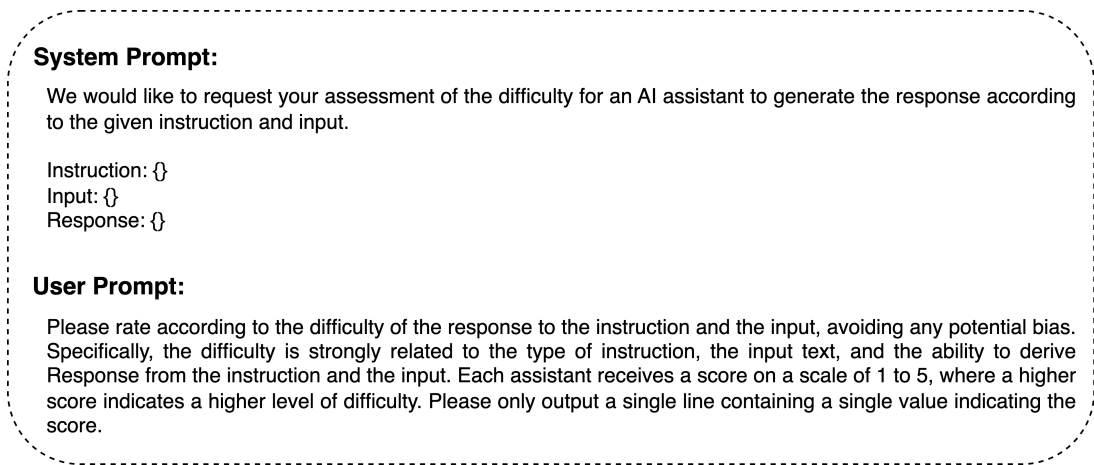 System Prompt:
We would like to request your assessment of the difficulty for an AI assistant to generate the response according
to the given instruction and input.
Instruction: {}
Input: {}
Response: {}
User Prompt:
Please rate according to the difficulty of the response to the instruction and the input, avoiding any potential bias.
Specifically, the difficulty is strongly related to the type of instruction, the input text, and the ability to derive
Response from the instruction and the input. Each assistant receives a score on a scale of 1 to 5, where a higher
score indicates a higher level of difficulty. Please only output a single line containing a single value indicating the
score.